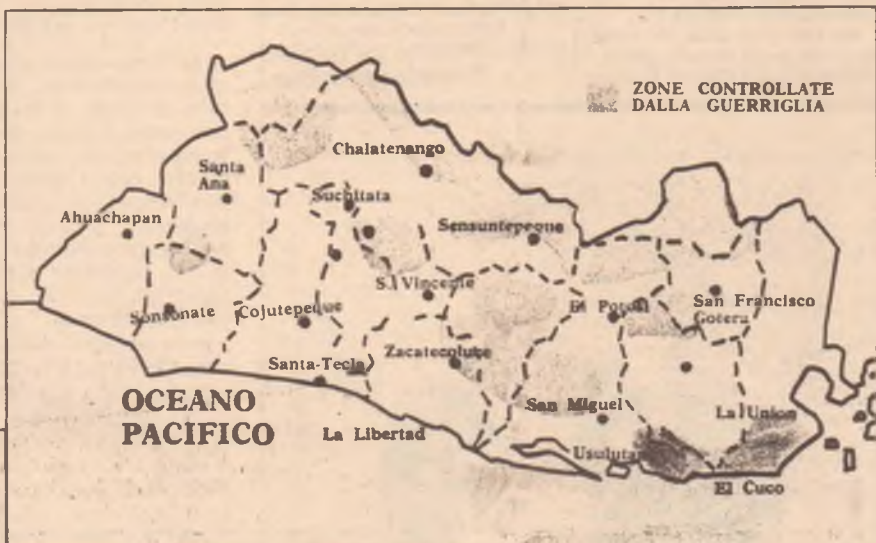 ZONE CONTROLLATE
DALLA GUERRIGLIA
Chalatenango
Santa
Ana
Suchitata
Ahuachapan
Sensuntepeque
S. Vincente
El Potosi
San Francisco
Gotera
Sonsonate
Cojutepeque
Zacatecolute
Santa-Tecla
OCEANO
PACIFICO
San Miguel
La Union
La Libertad
Usulutan
El Cuco